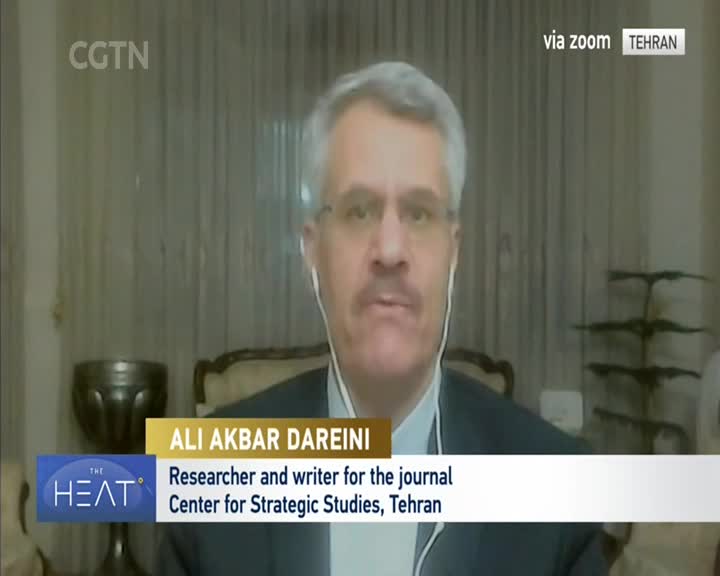 CGTN
via zoom TEHRAN
ALI AKBAR DAREINI
THE
HEAT
Researcher and writer for the journal
Center for Strategic Studies, Tehran